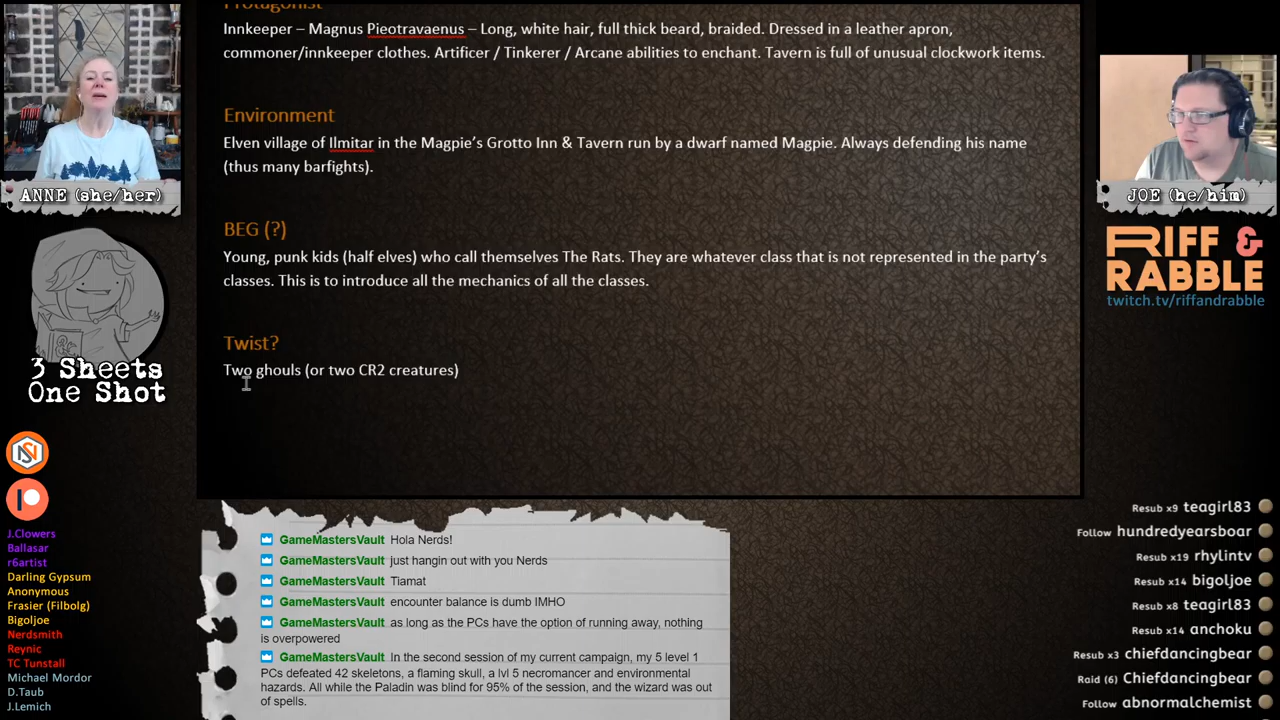 Protagonist
Innkeeper – Magnus Pieotravaenus – Long, white hair, full thick beard, braided. Dressed in a leather apron,
commoner/innkeeper clothes. Artificer / Tinkerer / Arcane abilities to enchant. Tavern is full of unusual clockwork items.
Environment
Elven village of Ilmitar in the Magpie's Grotto Inn & Tavern run by a dwarf named Magpie. Always defending his name
(thus many barfights).
BEG (?)
Young, punk kids (half elves) who call themselves The Rats. They are whatever class that is not represented in the party's
classes. This is to introduce all the mechanics of all the classes.
Twist?
Two ghouls (or two CR2 creatures)
ANNE (she/her)
JOE (he/him)
3 Sheets
One Shot
RIFF &
RABBLE
twitch.tv/riffandrabble
J.Clowers
Ballasar
r6artist
Darling Gypsum
Anonymous
Frasier (Filbolg)
Bigoljoe
Nerdsmith
Reynic
TC Tunstall
Michael Mordor
D.Taub
J.Lemich
GameMastersVault Hola Nerds!
GameMastersVault just hangin out with you Nerds
GameMastersVault Tiamat
GameMastersVault encounter balance is dumb IMHO
GameMastersVault as long as the PCs have the option of running away, nothing
is overpowered
GameMastersVault In the second session of my current campaign, my 5 level 1
PCs defeated 42 skeletons, a flaming skull, a lvl 5 necromancer and environmental
hazards. All while the Paladin was blind for 95% of the session, and the wizard was out
of spells.
Resub x9 teagirl83
Follow hundredyearsboar
Resub x19 rhylintv
Resub x14 bigoljoe
Resub x8 teagirl83
Resub x14 anchoku
Resub x3 chiefdancingbear
Raid (6) Chiefdancingbear
Follow abnormalchemist